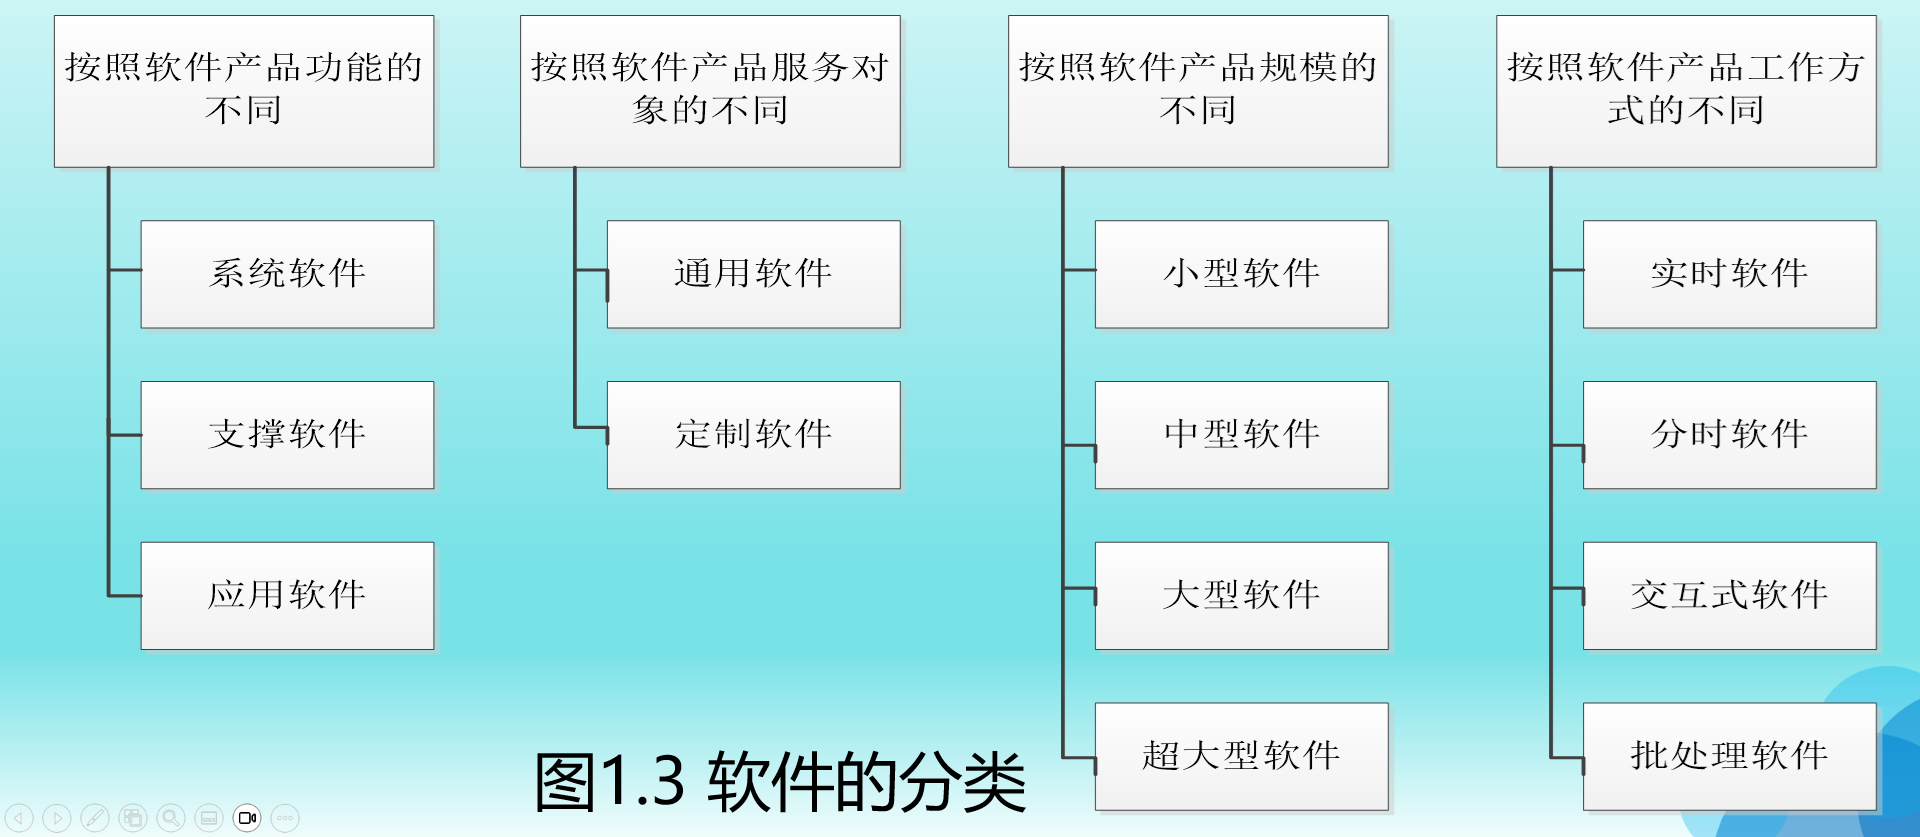 按照软件产品功能的
不同
系统软件
支撑软件
应用软件
按照软件产品服务对
象的不同
通用软件
定制软件
按照软件产品规模的
不同
小型软件
中型软件
大型软件
超大型软件
按照软件产品工作方
式的不同
实时软件
分时软件
交互式软件
批处理软件
图1.3 软件的分类